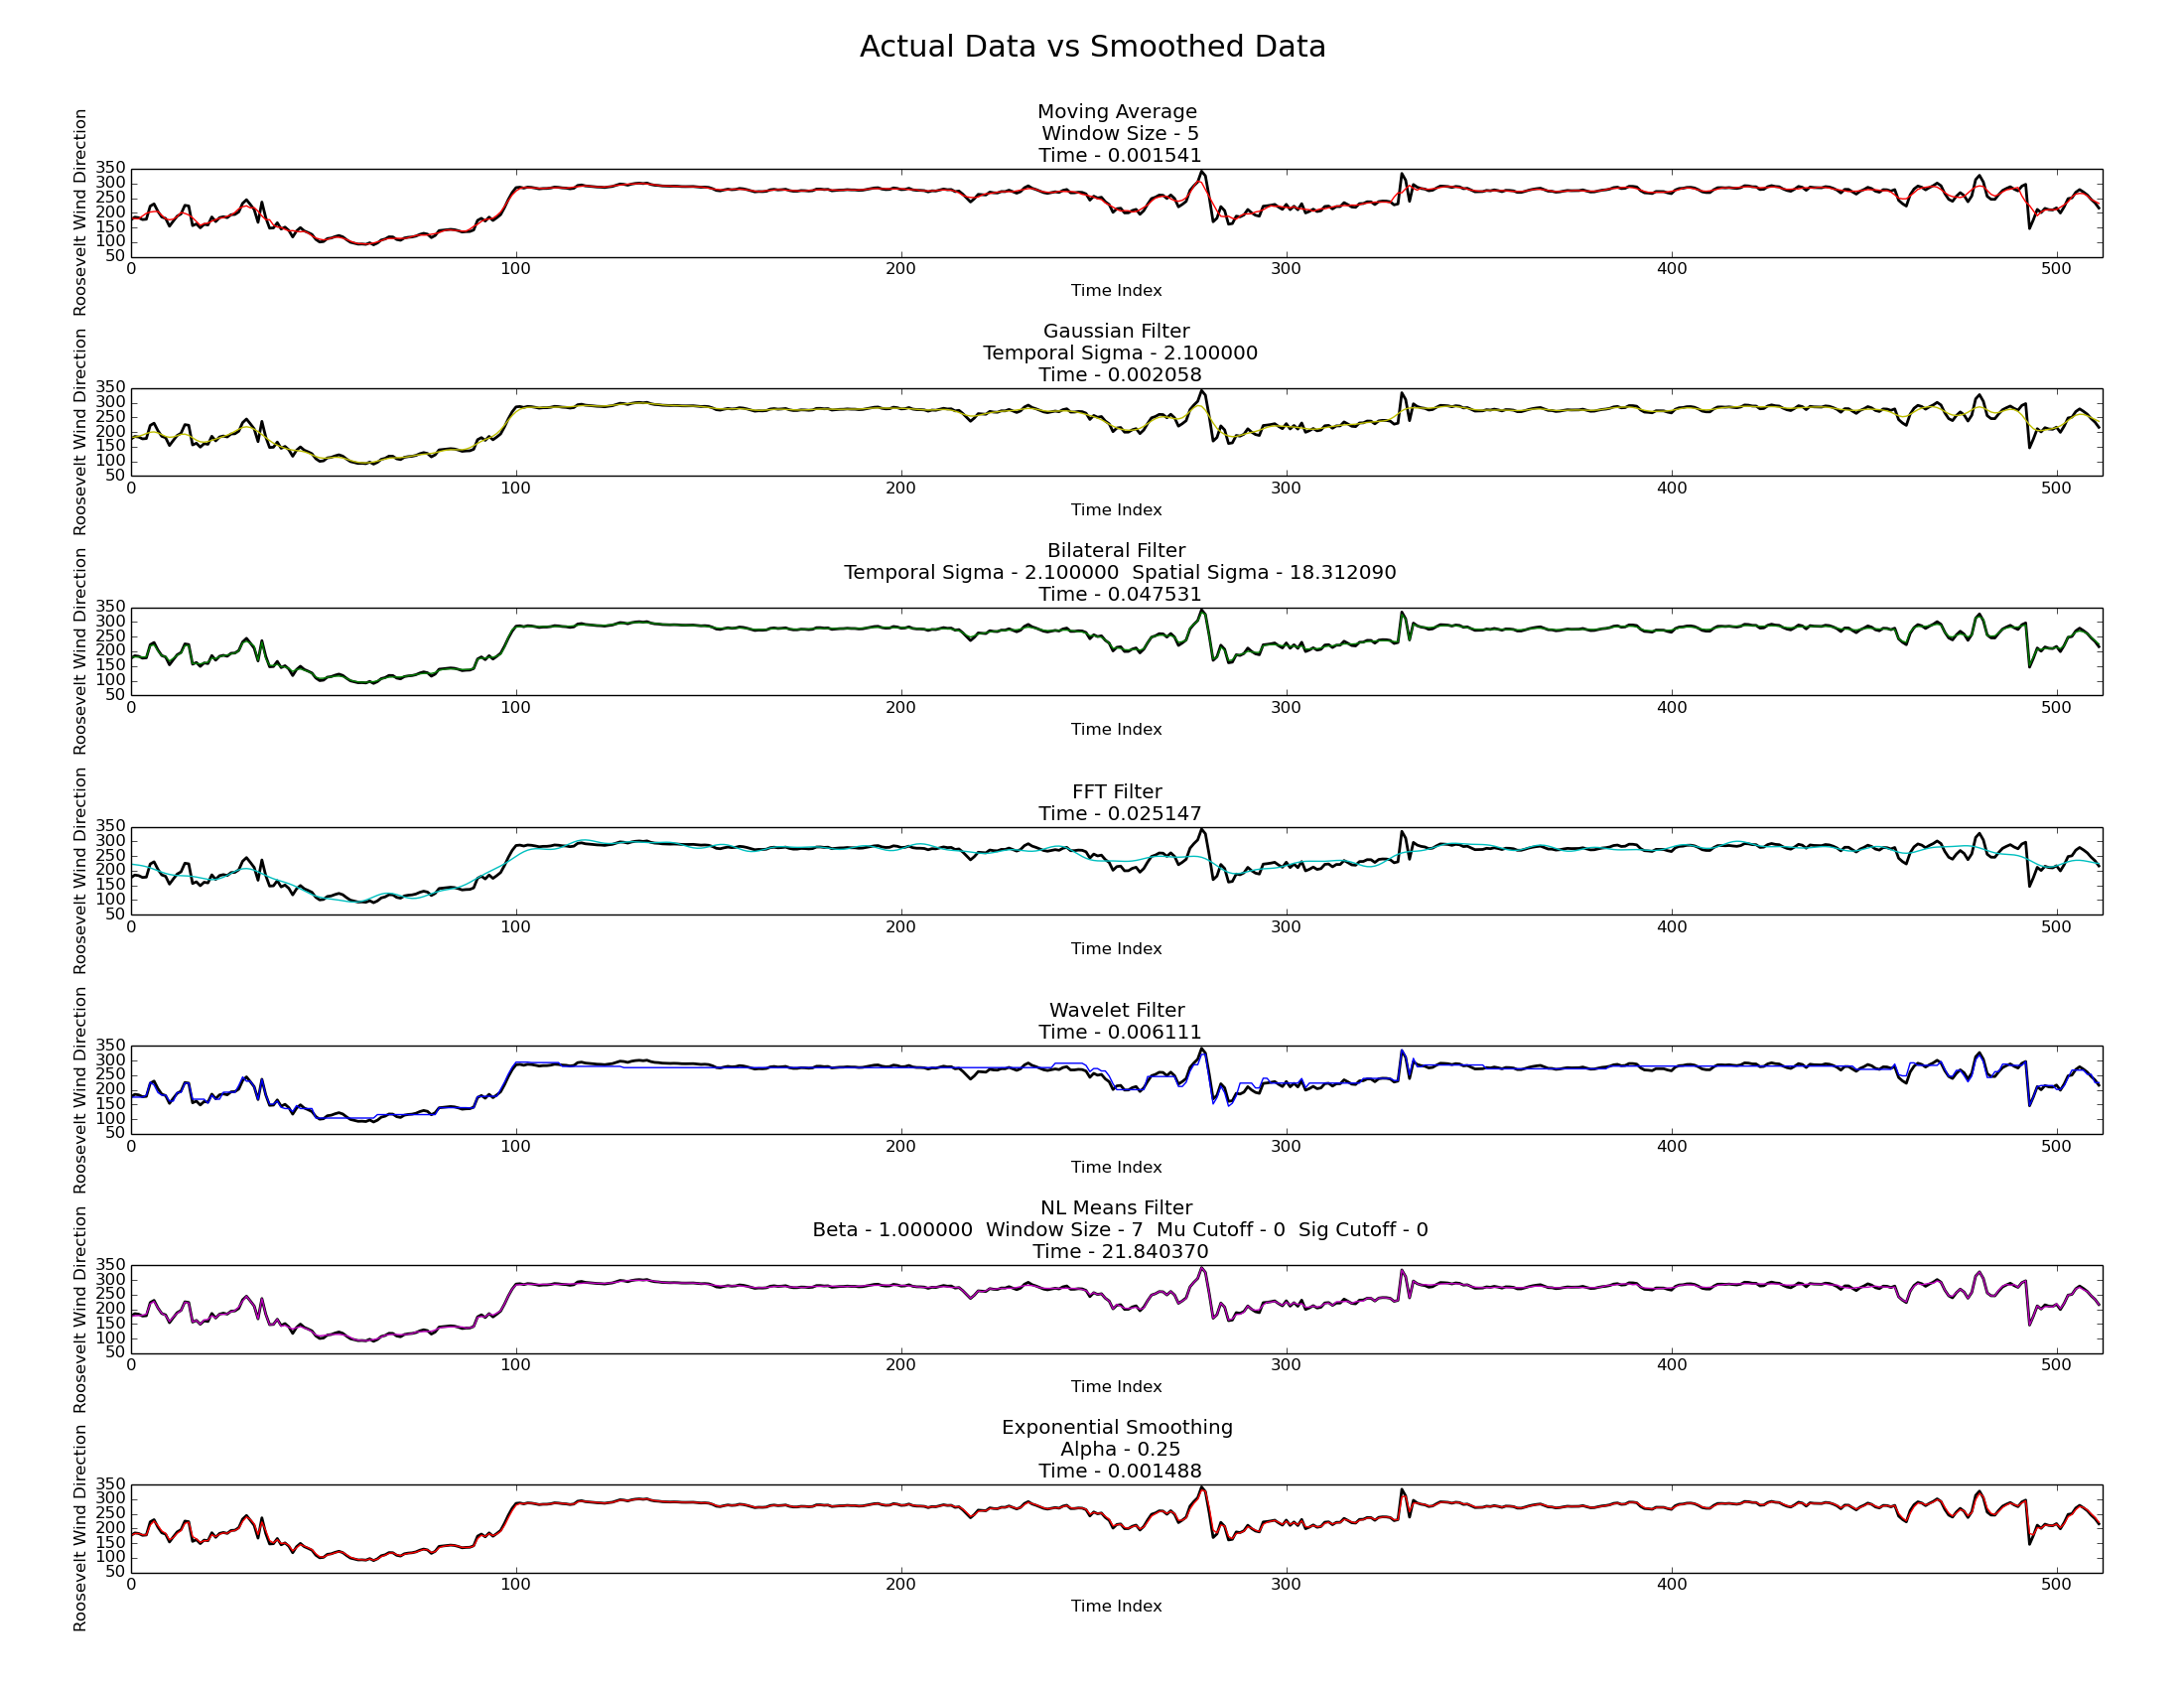 Actual Data vs Smoothed Data
Moving Average
Window Size - 5
Time - 0.001541
Roosevelt Wind Direction
350
300
250
200
150
100
50
0 100 200 300 400 500
Time Index
Gaussian Filter
Temporal Sigma - 2.100000
Time - 0.002058
Roosevelt Wind Direction
350
300
250
200
150
100
50
0 100 200 300 400 500
Time Index
Bilateral Filter
Temporal Sigma - 2.100000 Spatial Sigma - 18.312090
Time - 0.047531
Roosevelt Wind Direction
350
300
250
200
150
100
50
0 100 200 300 400 500
Time Index
FFT Filter
Time - 0.025147
Roosevelt Wind Direction
350
300
250
200
150
100
50
0 100 200 300 400 500
Time Index
Wavelet Filter
Time - 0.006111
Roosevelt Wind Direction
350
300
250
200
150
100
50
0 100 200 300 400 500
Time Index
NL Means Filter
Beta - 1.000000 Window Size - 7 Mu Cutoff - 0 Sig Cutoff - 0
Time - 21.840370
Roosevelt Wind Direction
350
300
250
200
150
100
50
0 100 200 300 400 500
Time Index
Exponential Smoothing
Alpha - 0.25
Time - 0.001488
Roosevelt Wind Direction
350
300
250
200
150
100
50
0 100 200 300 400 500
Time Index